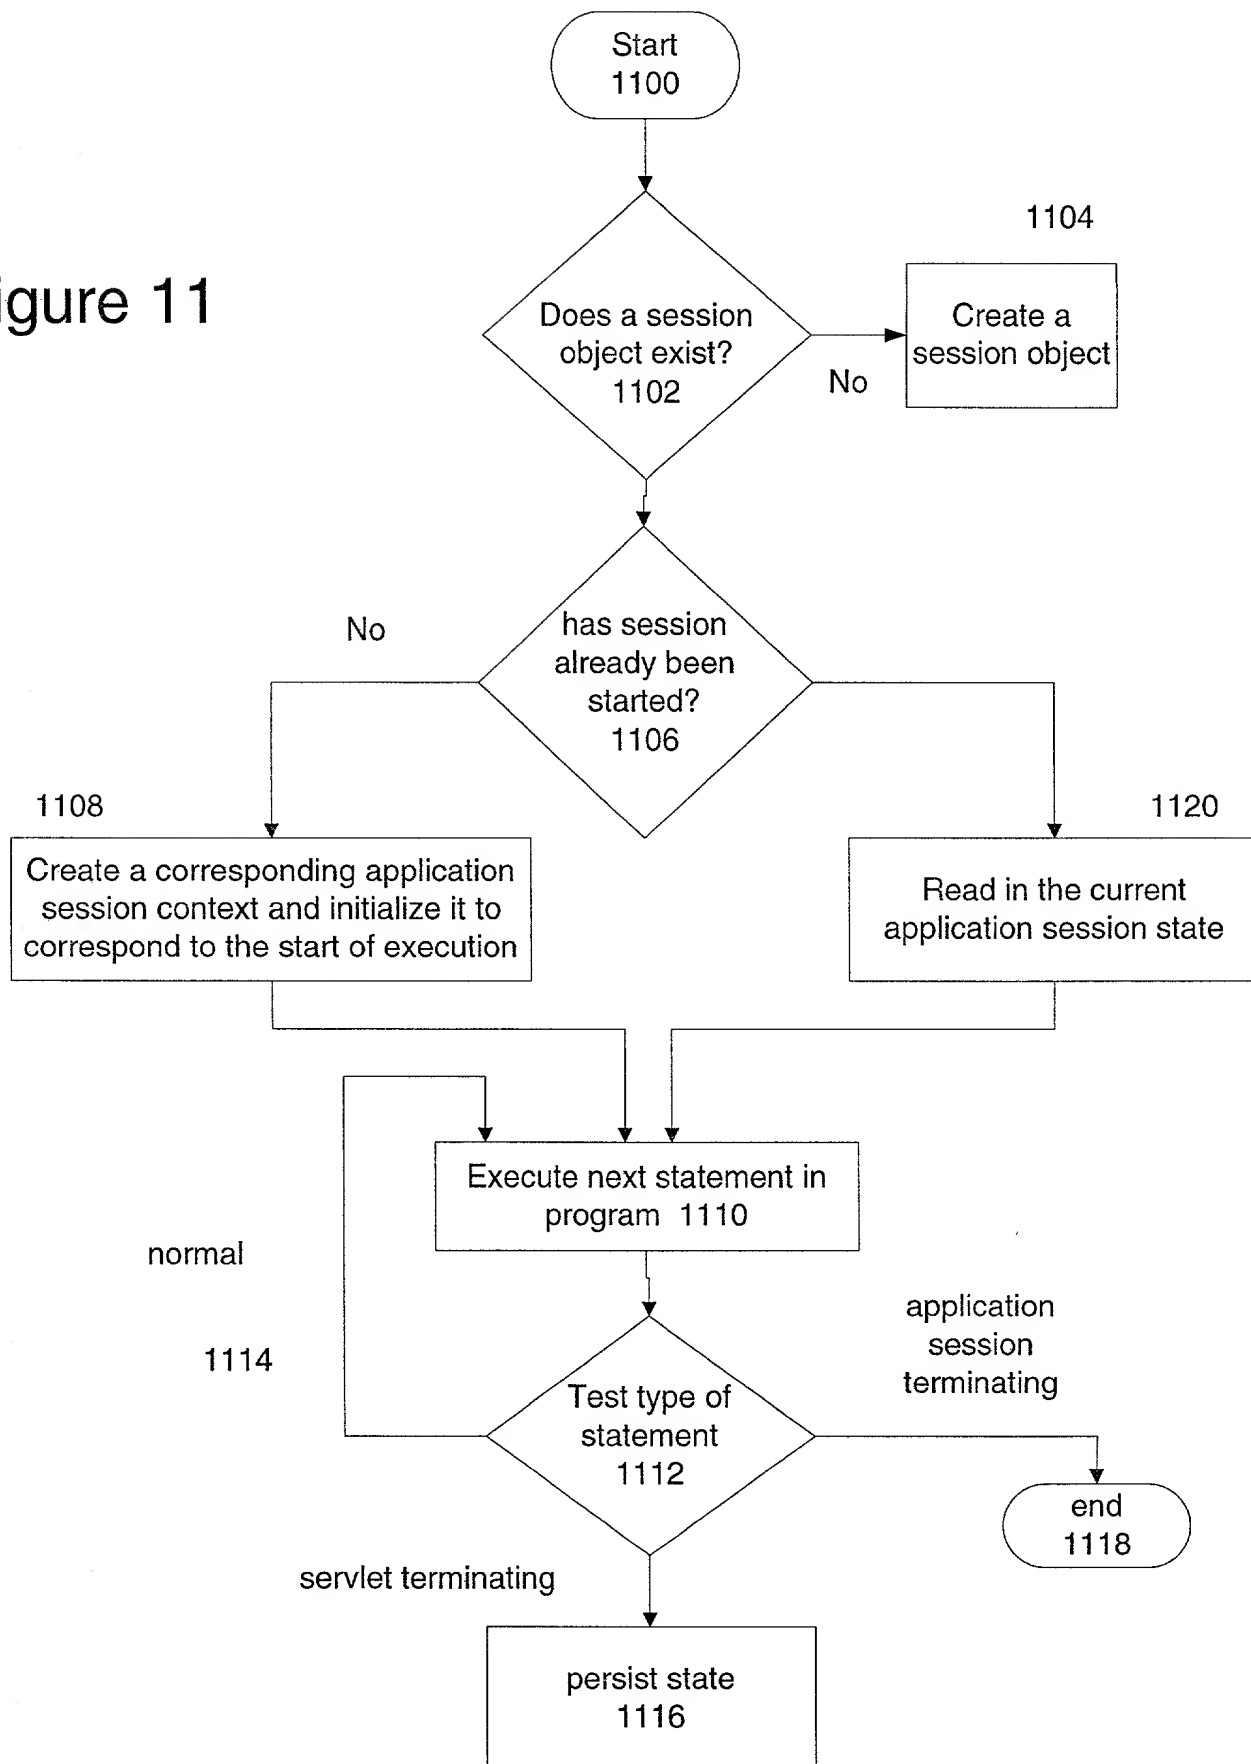 Start
1100
1104
igure 11
Does a session
object exist?
1102
Create a
session object
No
No
has session
already been
started?
1106
1108
1120
Create a corresponding application
session context and initialize it to
correspond to the start of execution
Read in the current
application session state
Execute next statement in
program 1110
normal
application
session
terminating
1114
Test type of
statement
1112
end
1118
servlet terminating
persist state
1116